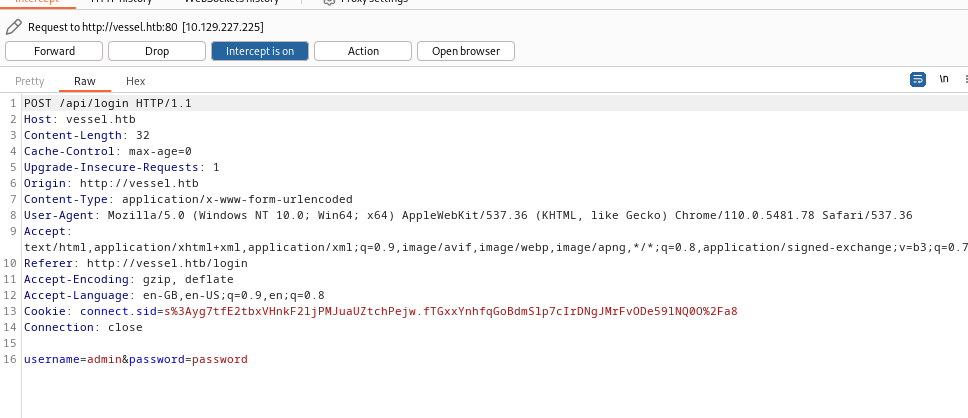 Intercept HTTP history WebSockets history Proxy settings
Request to http://vessel.htb:80 [10.129.227.225]
Forward Drop Intercept is on Action Open browser
Pretty Raw Hex \n
1 POST /api/login HTTP/1.1
2 Host: vessel.htb
3 Content-Length: 32
4 Cache-Control: max-age=0
5 Upgrade-Insecure-Requests: 1
6 Origin: http://vessel.htb
7 Content-Type: application/x-www-form-urlencoded
8 User-Agent: Mozilla/5.0 (Windows NT 10.0; Win64; x64) AppleWebKit/537.36 (KHTML, like Gecko) Chrome/110.0.5481.78 Safari/537.36
9 Accept:
text/html,application/xhtml+xml,application/xml;q=0.9,image/avif,image/webp,image/apng,*/*;q=0.8,application/signed-exchange;v=b3;q=0.7
10 Referer: http://vessel.htb/login
11 Accept-Encoding: gzip, deflate
12 Accept-Language: en-GB,en-US;q=0.9,en;q=0.8
13 Cookie: connect.sid=s%3Ayg7tfE2tbxVHnkF2ljPMJuaUZtchPejw.fTGxxYnhfqGoBdmSlp7cIrDNgJMrFvODe59lNQ0O%2Fa8
14 Connection: close
15
16 username=admin&password=password